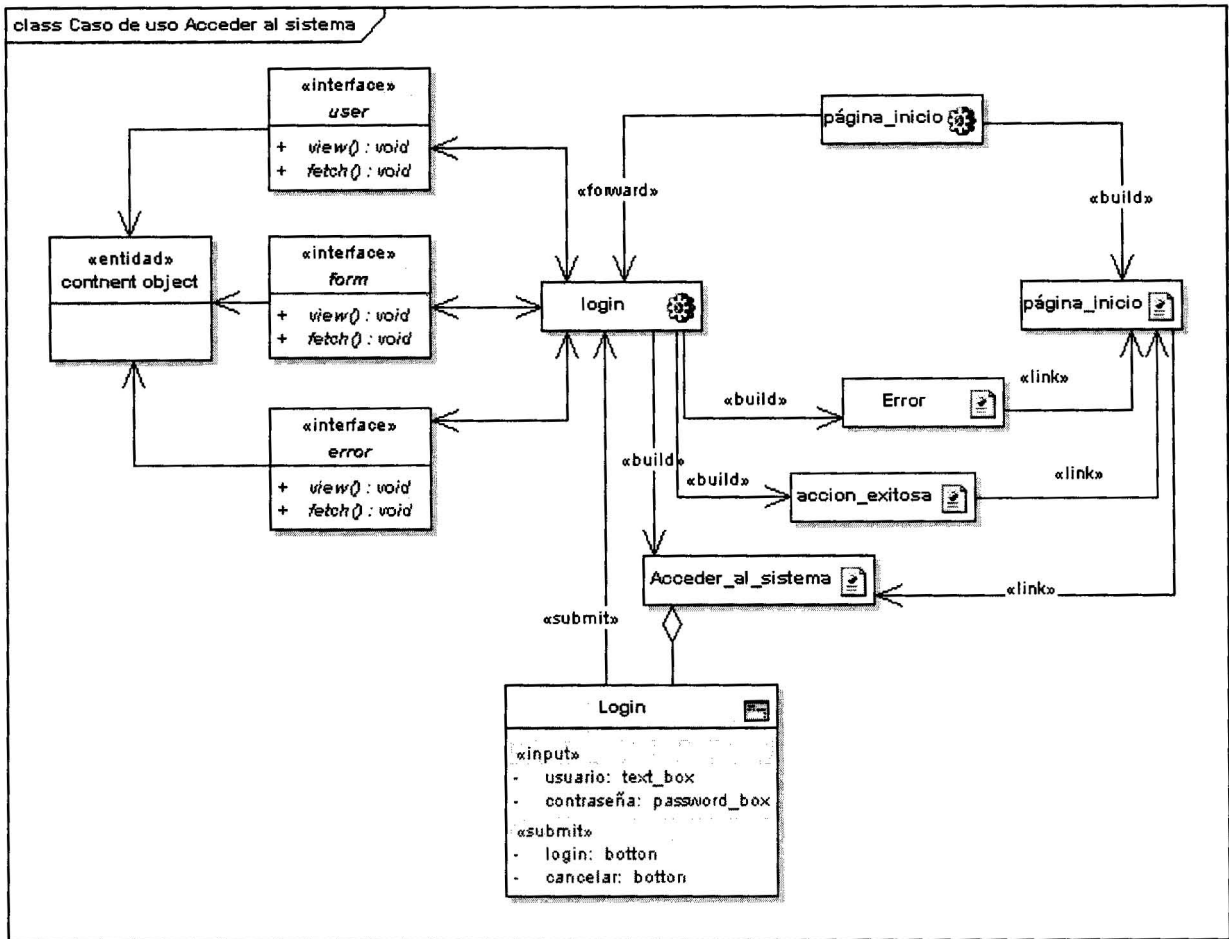 class Caso de uso Acceder al sistema
«interface»
user
+ view() : void
+ fetch() : void
página_inicio
«forward»
«build»
«entidad»
contnent object
«interface»
form
+ view() : void
+ fetch() : void
login
página_inicio
«build»
Error
«link»
«interface»
error
+ view() : void
+ fetch() : void
«build»
«build»
accion_exitosa
«link»
Acceder_al_sistema
«link»
«submit»
Login
«input»
- usuario: text_box
- contraseña: password_box
«submit»
- login: botton
- cancelar: botton